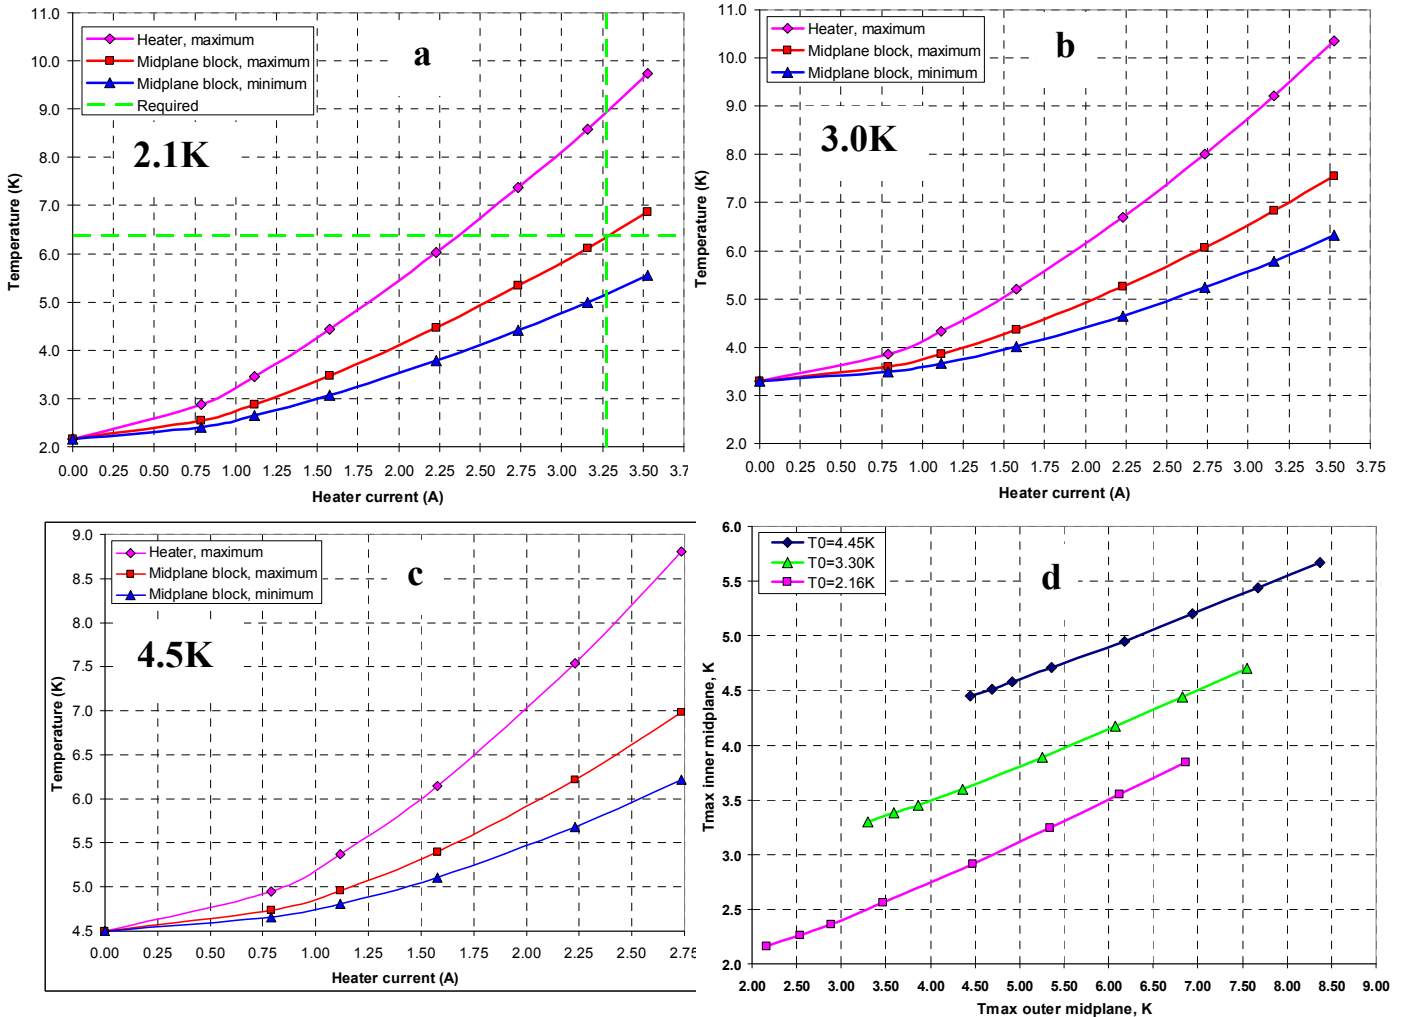 11.0
10.0
9.0
8.0
7.0
6.0
5.0
4.0
3.0
2.0
Temperature (K)
Heater, maximum
Midplane block, maximum
Midplane block, minimum
Required
a
2.1K
0.00 0.25 0.50 0.75 1.00 1.25 1.50 1.75 2.00 2.25 2.50 2.75 3.00 3.25 3.50 3.75
Heater current (A)
11.0
10.0
9.0
8.0
7.0
6.0
5.0
4.0
3.0
2.0
Temperature (K)
Heater, maximum
Midplane block, maximum
Midplane block, minimum
b
3.0K
0.00 0.25 0.50 0.75 1.00 1.25 1.50 1.75 2.00 2.25 2.50 2.75 3.00 3.25 3.50 3.75
Heater current (A)
9.0
8.5
8.0
7.5
7.0
6.5
6.0
5.5
5.0
4.5
Temperature (K)
Heater, maximum
Midplane block, maximum
Midplane block, minimum
c
4.5K
0.00 0.25 0.50 0.75 1.00 1.25 1.50 1.75 2.00 2.25 2.50 2.75
Heater current (A)
6.0
5.5
5.0
4.5
4.0
3.5
3.0
2.5
2.0
Tmax inner midplane, K
T0=4.45K
T0=3.30K
T0=2.16K
d
2.00 2.50 3.00 3.50 4.00 4.50 5.00 5.50 6.00 6.50 7.00 7.50 8.00 8.50 9.00
Tmax outer midplane, K